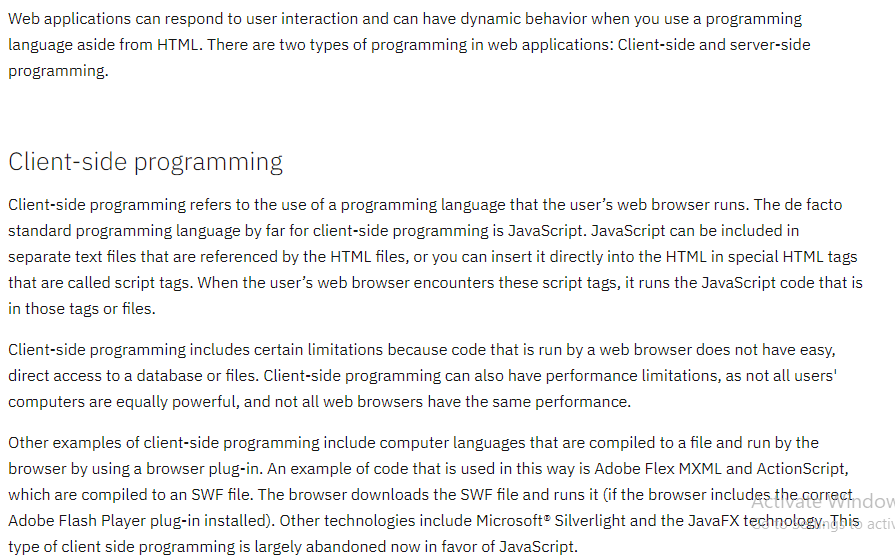 Web applications can respond to user interaction and can have dynamic behavior when you use a programming
language aside from HTML. There are two types of programming in web applications: Client-side and server-side
programming.
Client-side programming
Client-side programming refers to the use of a programming language that the user’s web browser runs. The de facto
standard programming language by far for client-side programming is JavaScript. JavaScript can be included in
separate text files that are referenced by the HTML files, or you can insert it directly into the HTML in special HTML tags
that are called script tags. When the user’s web browser encounters these script tags, it runs the JavaScript code that is
in those tags or files.
Client-side programming includes certain limitations because code that is run by a web browser does not have easy,
direct access to a database or files. Client-side programming can also have performance limitations, as not all users'
computers are equally powerful, and not all web browsers have the same performance.
Other examples of client-side programming include computer languages that are compiled to a file and run by the
browser by using a browser plug-in. An example of code that is used in this way is Adobe Flex MXML and ActionScript,
which are compiled to an SWF file. The browser downloads the SWF file and runs it (if the browser includes the correct
Adobe Flash Player plug-in installed). Other technologies include Microsoft® Silverlight and the JavaFX technology. This
type of client side programming is largely abandoned now in favor of JavaScript.
Activate Window